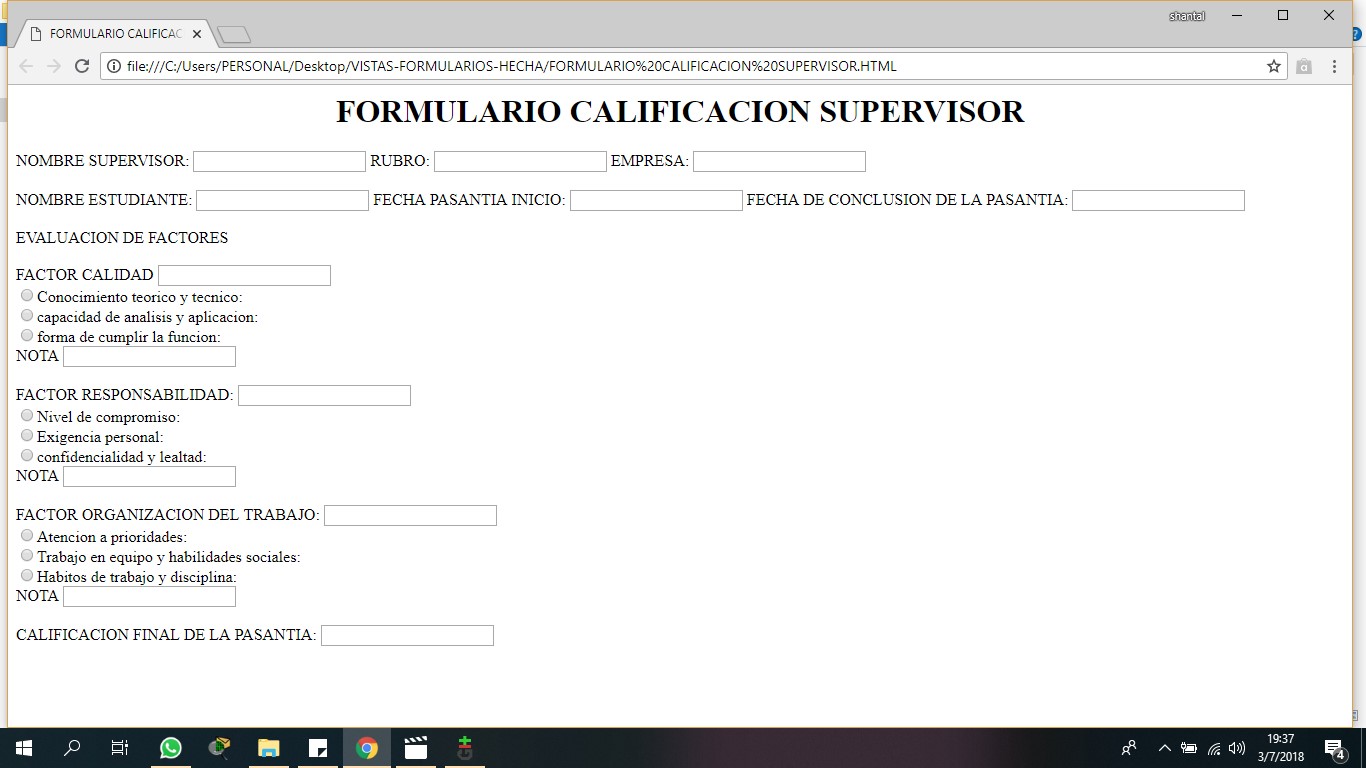 shantal
FORMULARIO CALIFICAC
file:///C:/Users/PERSONAL/Desktop/VISTAS-FORMULARIOS-HECHA/FORMULARIO%20CALIFICACION%20SUPERVISOR.HTML
FORMULARIO CALIFICACION SUPERVISOR
NOMBRE SUPERVISOR: RUBRO: EMPRESA:
NOMBRE ESTUDIANTE: FECHA PASANTIA INICIO: FECHA DE CONCLUSION DE LA PASANTIA:
EVALUACION DE FACTORES
FACTOR CALIDAD
Conocimiento teorico y tecnico:
capacidad de analisis y aplicacion:
forma de cumplir la funcion:
NOTA
FACTOR RESPONSABILIDAD:
Nivel de compromiso:
Exigencia personal:
confidencialidad y lealtad:
NOTA
FACTOR ORGANIZACION DEL TRABAJO:
Atencion a prioridades:
Trabajo en equipo y habilidades sociales:
Habitos de trabajo y disciplina:
NOTA
CALIFICACION FINAL DE LA PASANTIA:
19:37
3/7/2018
4